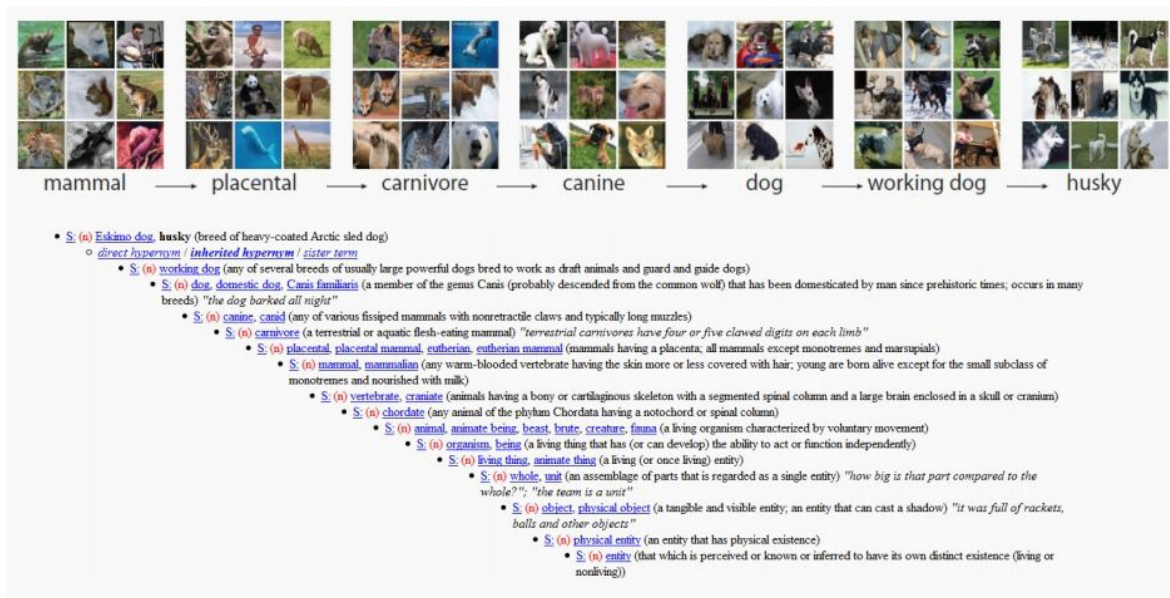 mammal → placental → carnivore → canine → dog → working dog → husky
• S: (n) Eskimo dog, husky (breed of heavy-coated Arctic sled dog)
○ direct hypernym / inherited hypernym / sister term
• S: (n) working dog (any of several breeds of usually large powerful dogs bred to work as draft animals and guard and guide dogs)
• S: (n) dog, domestic dog, Canis familiaris (a member of the genus Canis (probably descended from the common wolf) that has been domesticated by man since prehistoric times; occurs in many
breeds) "the dog barked all night"
• S: (n) canine, canid (any of various fissiped mammals with nonretractile claws and typically long muzzles)
• S: (n) carnivore (a terrestrial or aquatic flesh-eating mammal) "terrestrial carnivores have four or five clawed digits on each limb"
• S: (n) placental, placental mammal, eutherian, eutherian mammal (mammals having a placenta; all mammals except monotremes and marsupials)
• S: (n) mammal, mammalian (any warm-blooded vertebrate having the skin more or less covered with hair; young are born alive except for the small subclass of
monotremes and nourished with milk)
• S: (n) vertebrate, craniate (animals having a bony or cartilaginous skeleton with a segmented spinal column and a large brain enclosed in a skull or cranium)
• S: (n) chordate (any animal of the phylum Chordata having a notochord or spinal column)
• S: (n) animal, animate being, beast, brute, creature, fauna (a living organism characterized by voluntary movement)
• S: (n) organism, being (a living thing that has (or can develop) the ability to act or function independently)
• S: (n) living thing, animate thing (a living (or once living) entity)
• S: (n) whole, unit (an assemblage of parts that is regarded as a single entity) "how big is that part compared to the
whole?"; "the team is a unit"
• S: (n) object, physical object (a tangible and visible entity; an entity that can cast a shadow) "it was full of rackets,
balls and other objects"
• S: (n) physical entity (an entity that has physical existence)
• S: (n) entity (that which is perceived or known or inferred to have its own distinct existence (living or
nonliving))